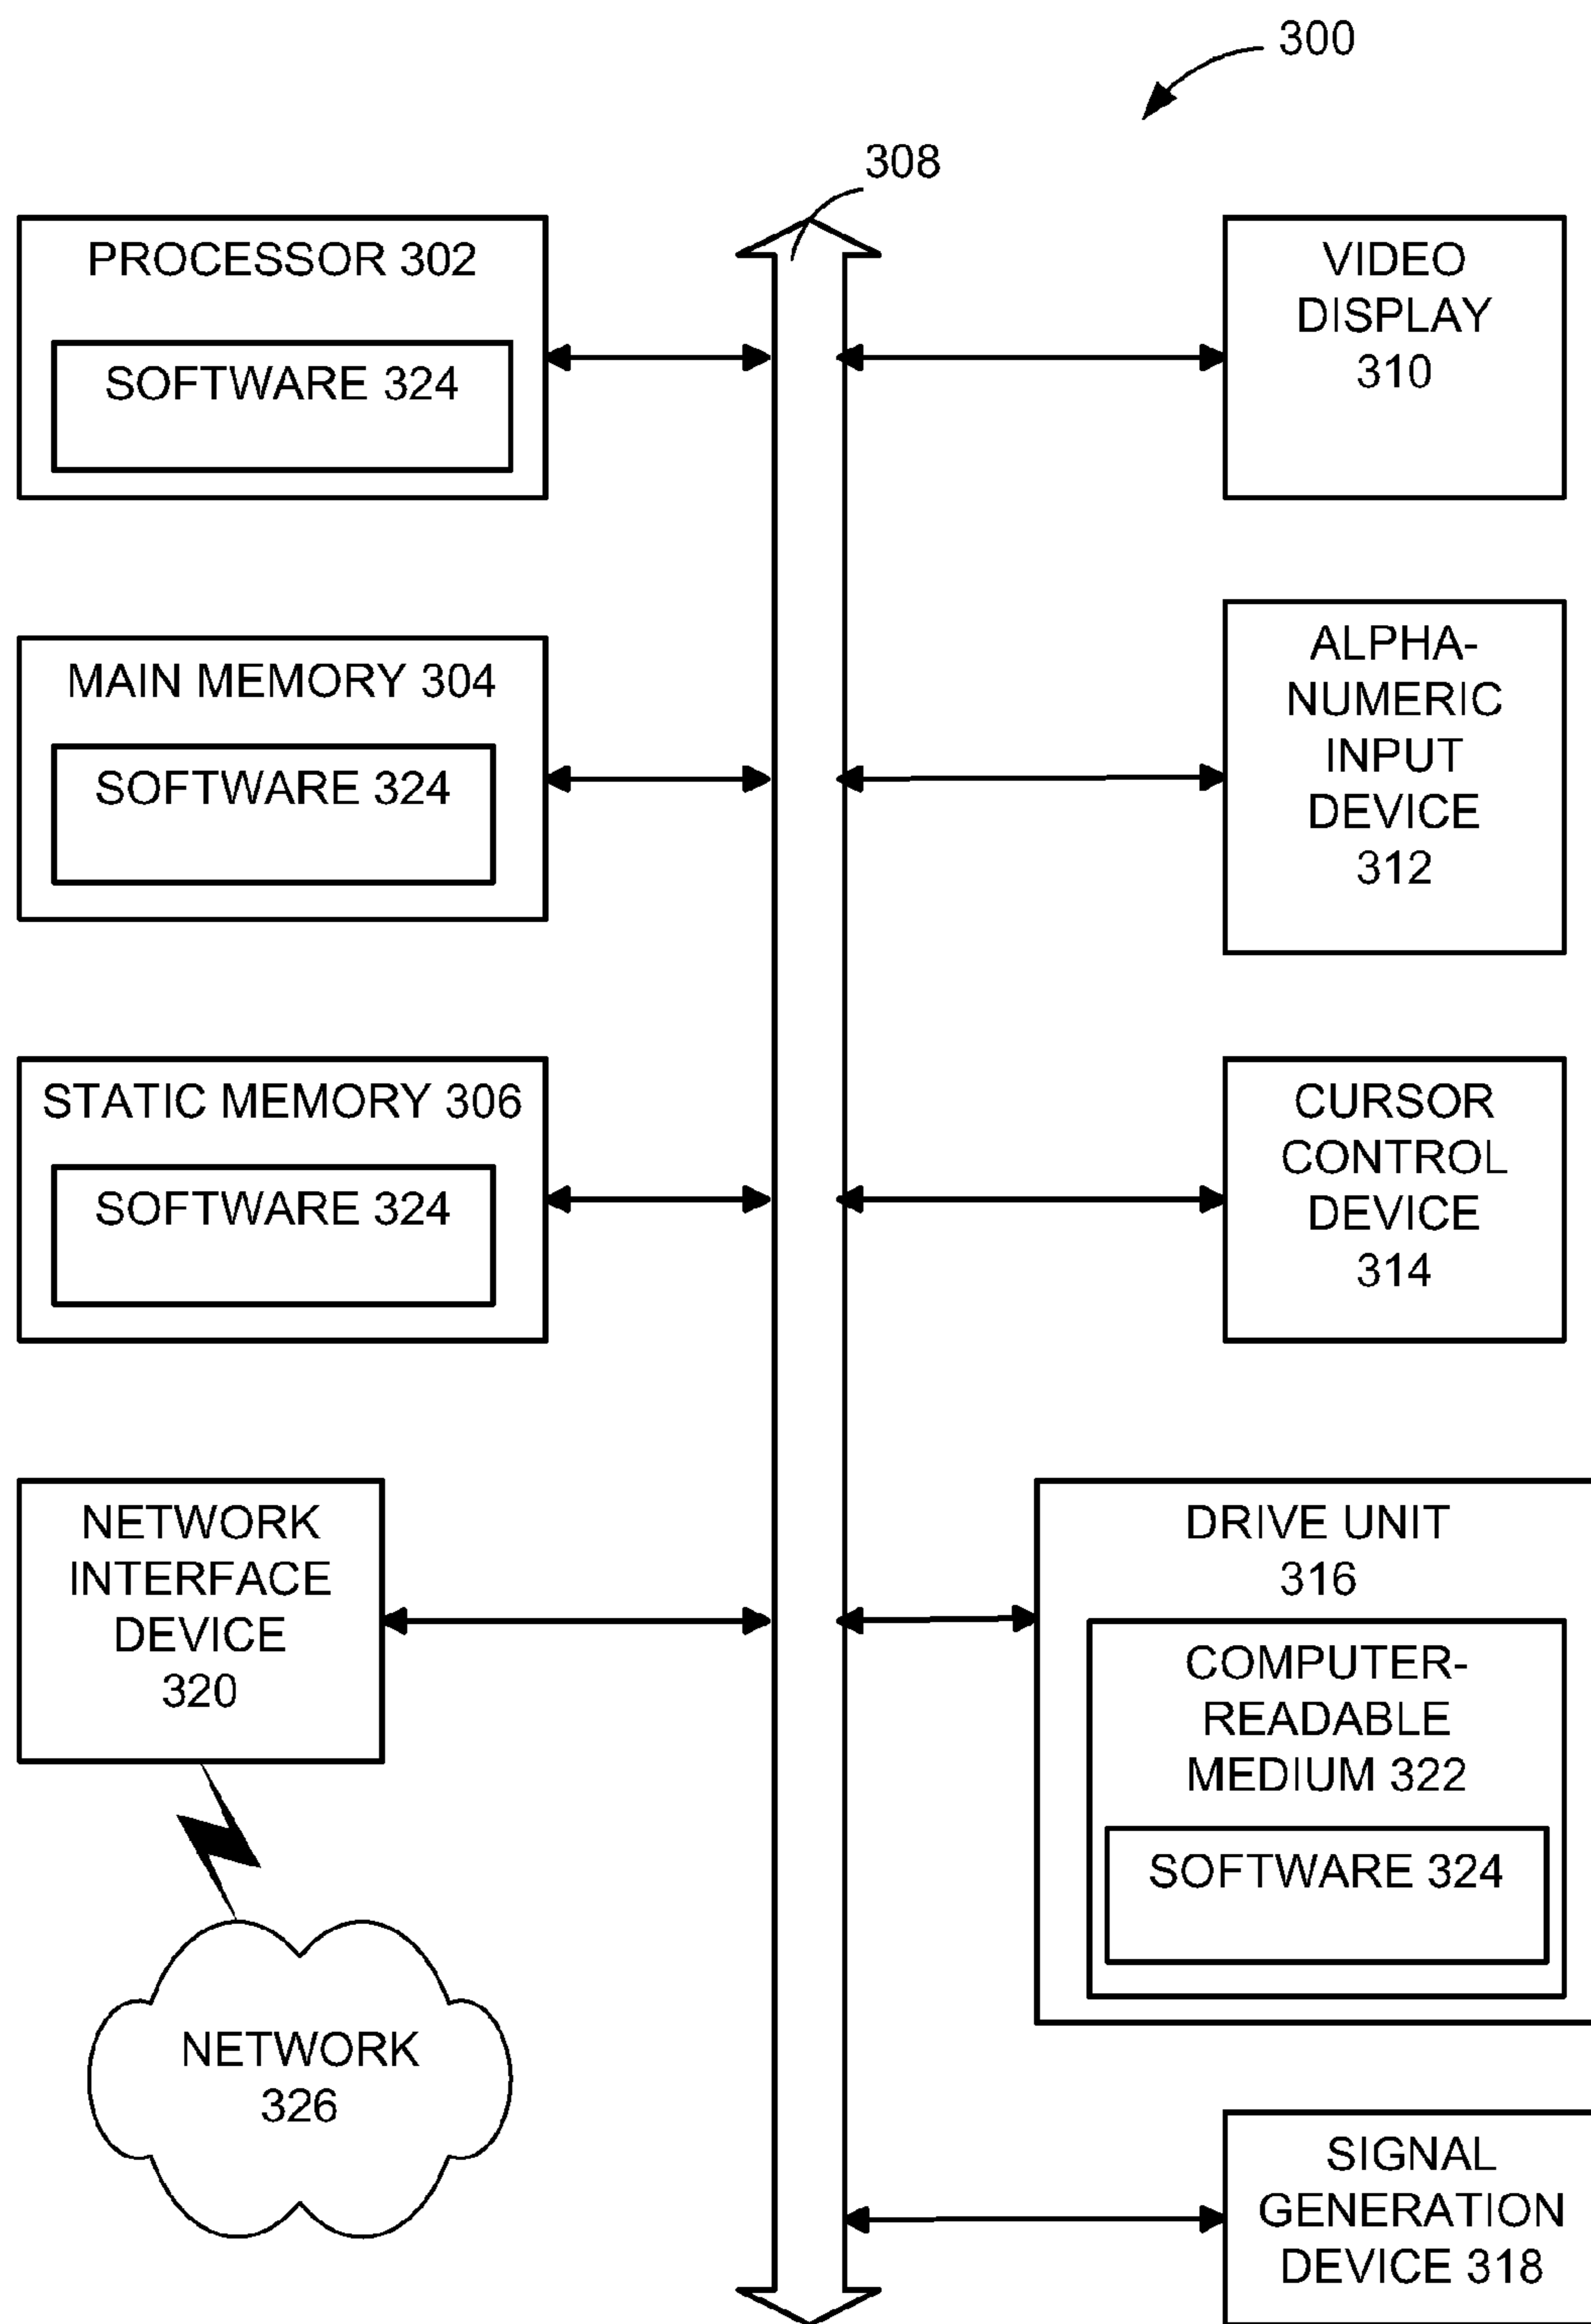 300
308
PROCESSOR 302
SOFTWARE 324
VIDEO
DISPLAY
310
MAIN MEMORY 304
SOFTWARE 324
ALPHA-
NUMERIC
INPUT
DEVICE
312
STATIC MEMORY 306
SOFTWARE 324
CURSOR
CONTROL
DEVICE
314
NETWORK
INTERFACE
DEVICE
320
DRIVE UNIT
316
COMPUTER-
READABLE
MEDIUM 322
SOFTWARE 324
NETWORK
326
SIGNAL
GENERATION
DEVICE 318